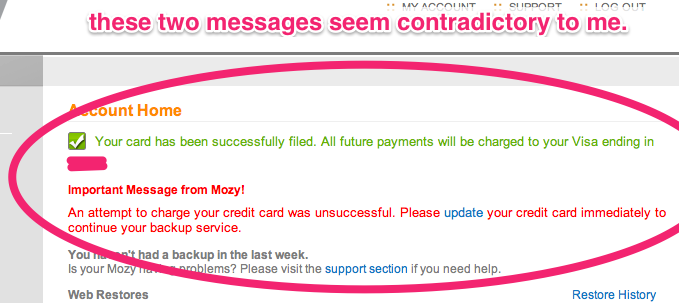 MY ACCOUNT SUPPORT LOG OUT
these two messages seem contradictory to me.
Account Home
Your card has been successfully filed. All future payments will be charged to your Visa ending in
Important Message from Mozy!
An attempt to charge your credit card was unsuccessful. Please update your credit card immediately to
continue your backup service.
You haven't had a backup in the last week.
Is your Mozy having problems? Please visit the support section if you need help.
Web Restores Restore History